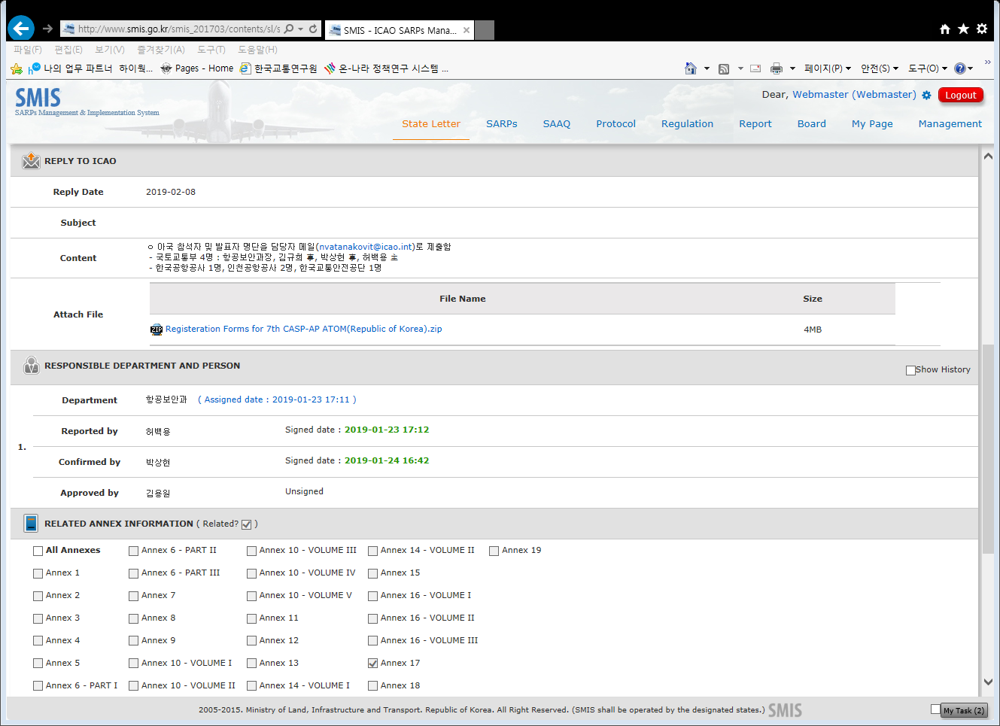 http://www.smis.go.kr/smis_201703/contents/sl/s
SMIS - ICAO SARPs Mana...
파일(F) 편집(E) 보기(V) 즐겨찾기(A) 도구(T) 도움말(H)
나의 업무 파트너 하이웍... Pages - Home 한국교통연구원 온-나라 정책연구 시스템 ... 페이지(P) 안전(S) 도구(O)
SMIS
SARPs Management & Implementation System
Dear, Webmaster (Webmaster) Logout
State Letter SARPs SAAQ Protocol Regulation Report Board My Page Management
REPLY TO ICAO
Reply Date 2019-02-08
Subject
Content
ㅇ 아국 참석자 및 발표자 명단을 담당자 메일(nvatanakovit@icao.int)로 제출함
- 국토교통부 4명 : 항공보안과장, 김규희 事, 박상현 事, 허백용 主
- 한국공항공사 1명, 인천공항공사 2명, 한국교통안전공단 1명
Attach File
File Name Size
ZIP Registeration Forms for 7th CASP-AP ATOM(Republic of Korea).zip 4MB
RESPONSIBLE DEPARTMENT AND PERSON
Show History
1.
Department 항공보안과 ( Assigned date : 2019-01-23 17:11 )
Reported by 허백용 Signed date : 2019-01-23 17:12
Confirmed by 박상현 Signed date : 2019-01-24 16:42
Approved by 김용원 Unsigned
RELATED ANNEX INFORMATION ( Related? )
All Annexes Annex 6 - PART II Annex 10 - VOLUME III Annex 14 - VOLUME II Annex 19
Annex 1 Annex 6 - PART III Annex 10 - VOLUME IV Annex 15
Annex 2 Annex 7 Annex 10 - VOLUME V Annex 16 - VOLUME I
Annex 3 Annex 8 Annex 11 Annex 16 - VOLUME II
Annex 4 Annex 9 Annex 12 Annex 16 - VOLUME III
Annex 5 Annex 10 - VOLUME I Annex 13 Annex 17
Annex 6 - PART I Annex 10 - VOLUME II Annex 14 - VOLUME I Annex 18
2005-2015. Ministry of Land, Infrastructure and Transport. Republic of Korea. All Right Reserved. (SMIS shall be operated by the designated states.) SMIS
My Task (2)